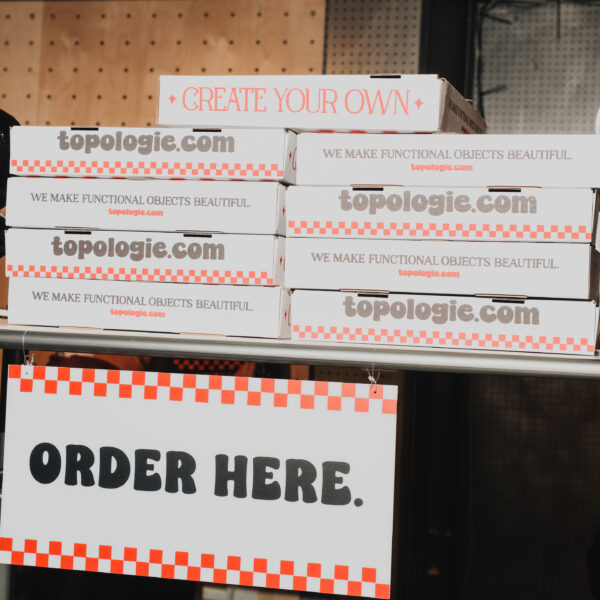 ✦ CREATE YOUR OWN ✦
topologie.com
WE MAKE FUNCTIONAL OBJECTS BEAUTIFUL.
topologie.com
WE MAKE FUNCTIONAL OBJECTS BEAUTIFUL.
topologie.com
topologie.com
topologie.com
WE MAKE FUNCTIONAL OBJECTS BEAUTIFUL.
topologie.com
WE MAKE FUNCTIONAL OBJECTS BEAUTIFUL.
topologie.com
topologie.com
ORDER HERE.